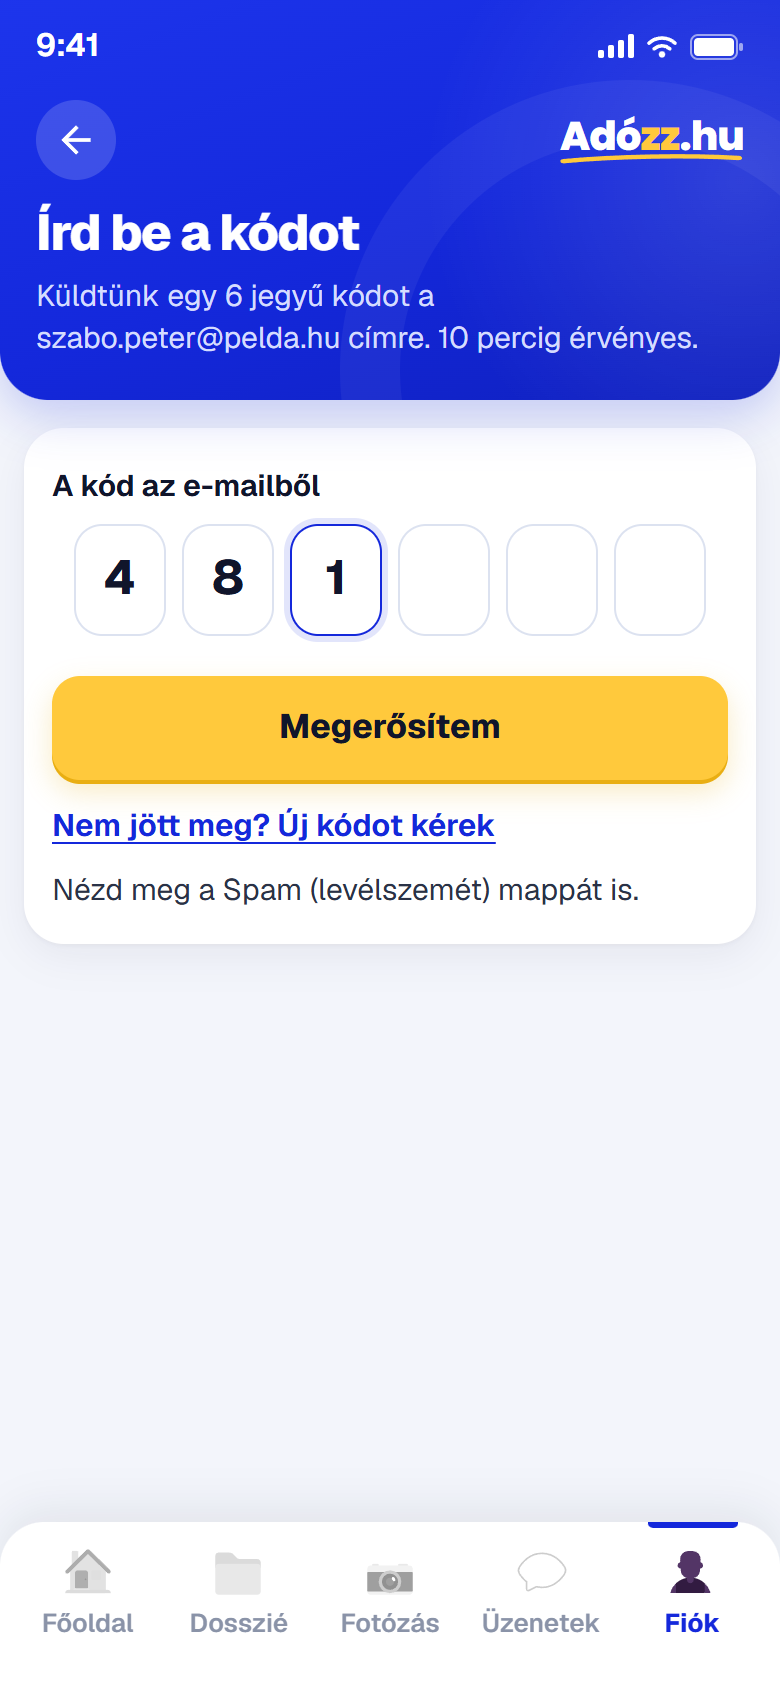 9:41
Adózz.hu
Írd be a kódot
Küldtünk egy 6 jegyű kódot a
szabo.peter@pelda.hu címre. 10 percig érvényes.
A kód az e-mailből
4 8 1
Megerősítem
Nem jött meg? Új kódot kérek
Nézd meg a Spam (levélszemét) mappát is.
Főoldal Dosszié Fotózás Üzenetek Fiók